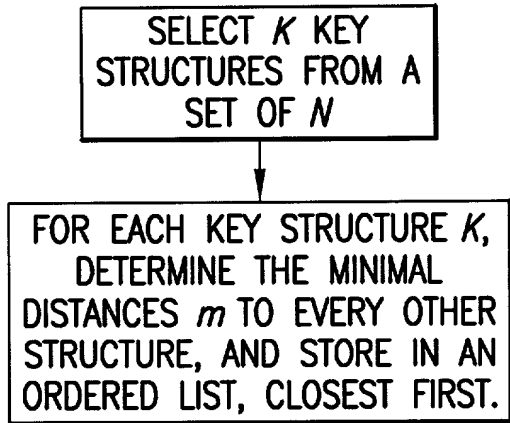 SELECT K KEY
STRUCTURES FROM A
SET OF N
FOR EACH KEY STRUCTURE K,
DETERMINE THE MINIMAL
DISTANCES m TO EVERY OTHER
STRUCTURE, AND STORE IN AN
ORDERED LIST, CLOSEST FIRST.